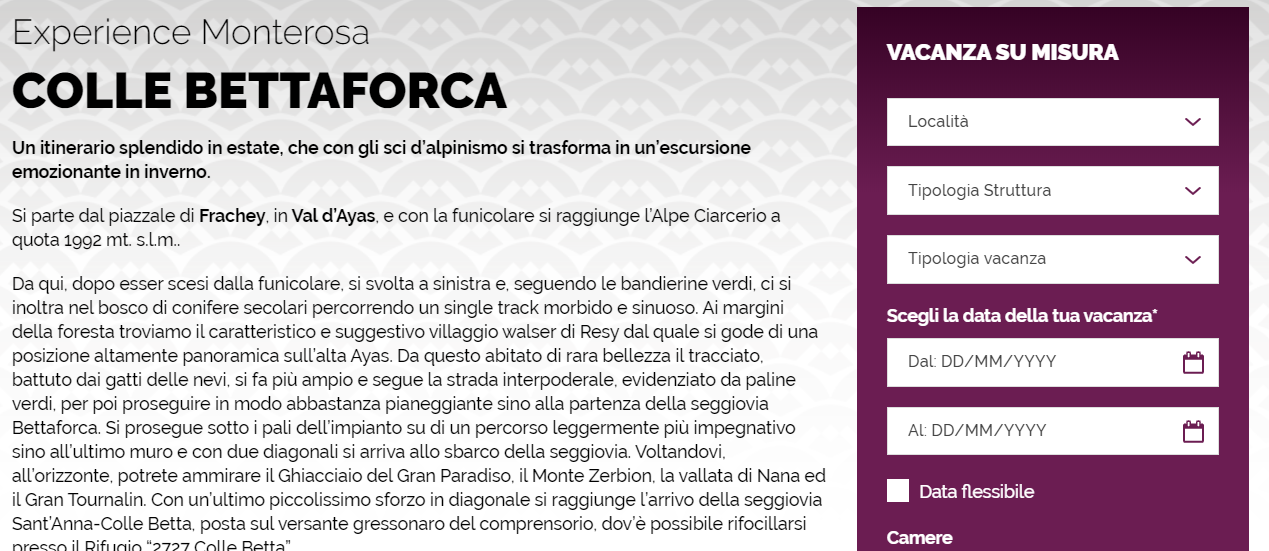 Experience Monterosa
COLLE BETTAFORCA
Un itinerario splendido in estate, che con gli sci d’alpinismo si trasforma in un’escursione
emozionante in inverno.
Si parte dal piazzale di Frachey, in Val d’Ayas, e con la funicolare si raggiunge l’Alpe Ciarcerio a
quota 1992 mt. s.l.m..
Da qui, dopo esser scesi dalla funicolare, si svolta a sinistra e, seguendo le bandierine verdi, ci si
inoltra nel bosco di conifere secolari percorrendo un single track morbido e sinuoso. Ai margini
della foresta troviamo il caratteristico e suggestivo villaggio walser di Resy dal quale si gode di una
posizione altamente panoramica sull’alta Ayas. Da questo abitato di rara bellezza il tracciato,
battuto dai gatti delle nevi, si fa più ampio e segue la strada interpoderale, evidenziato da paline
verdi, per poi proseguire in modo abbastanza pianeggiante sino alla partenza della seggiovia
Bettaforca. Si prosegue sotto i pali dell’impianto su di un percorso leggermente più impegnativo
sino all’ultimo muro e con due diagonali si arriva allo sbarco della seggiovia. Voltandovi,
all’orizzonte, potrete ammirare il Ghiacciaio del Gran Paradiso, il Monte Zerbion, la vallata di Nana ed
il Gran Tournalin. Con un’ultimo piccolissimo sforzo in diagonale si raggiunge l’arrivo della seggiovia
Sant’Anna-Colle Betta, posta sul versante gressonaro del comprensorio, dov’è possibile rifocillarsi
presso il Rifugio “2727 Colle Betta”
VACANZA SU MISURA
Località
Tipologia Struttura
Tipologia vacanza
Scegli la data della tua vacanza*
Dal: DD/MM/YYYY
Al: DD/MM/YYYY
Data flessibile
Camere